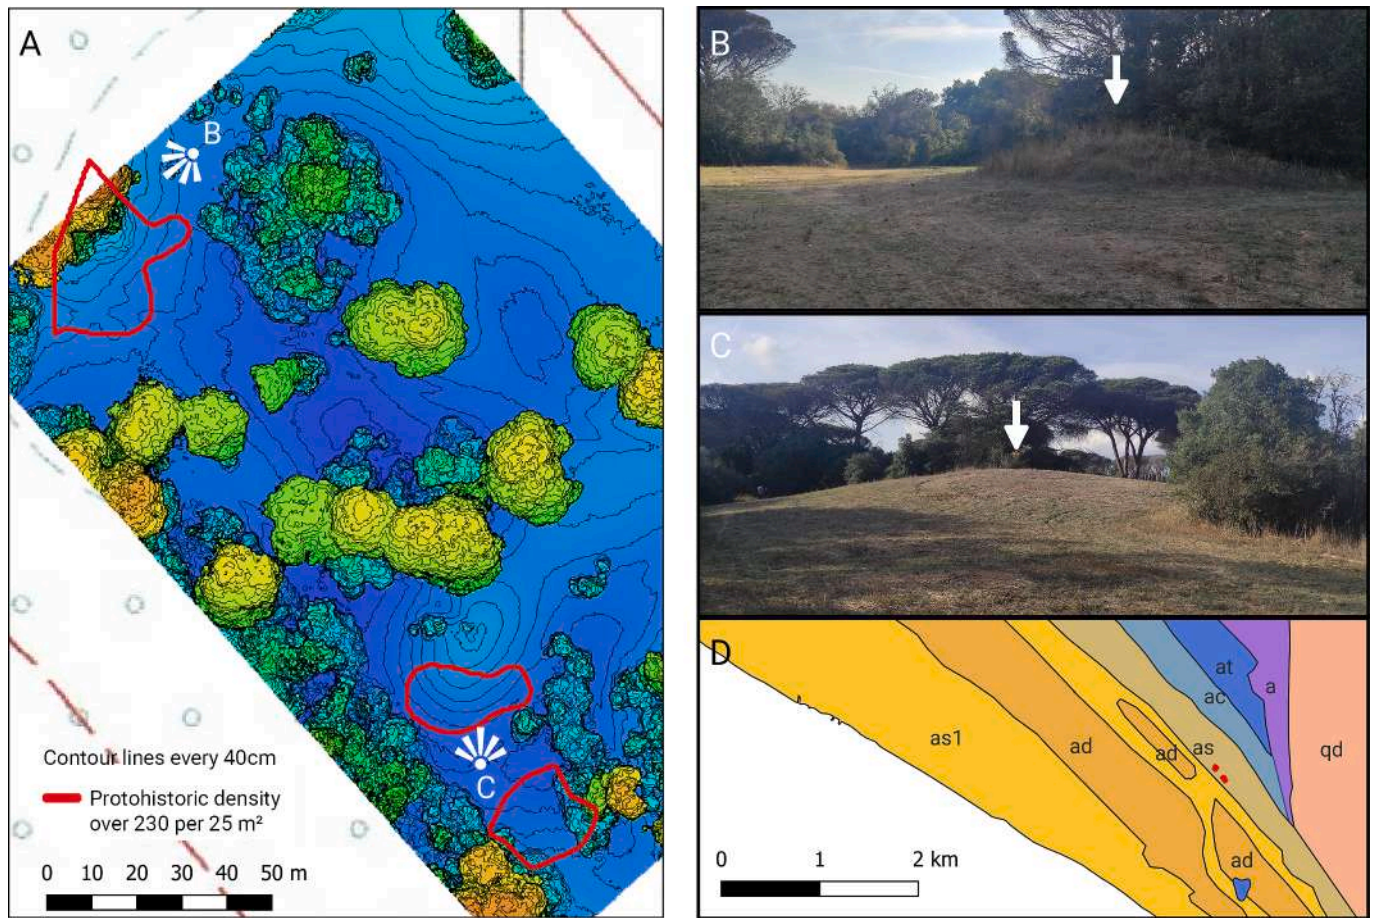 A
B
C
Contour lines every 40cm
Protohistoric density
over 230 per 25 m²
0 10 20 30 40 50 m
B
C
D
at
a
ac
as1
ad
ad
as
qd
ad
0 1 2 km